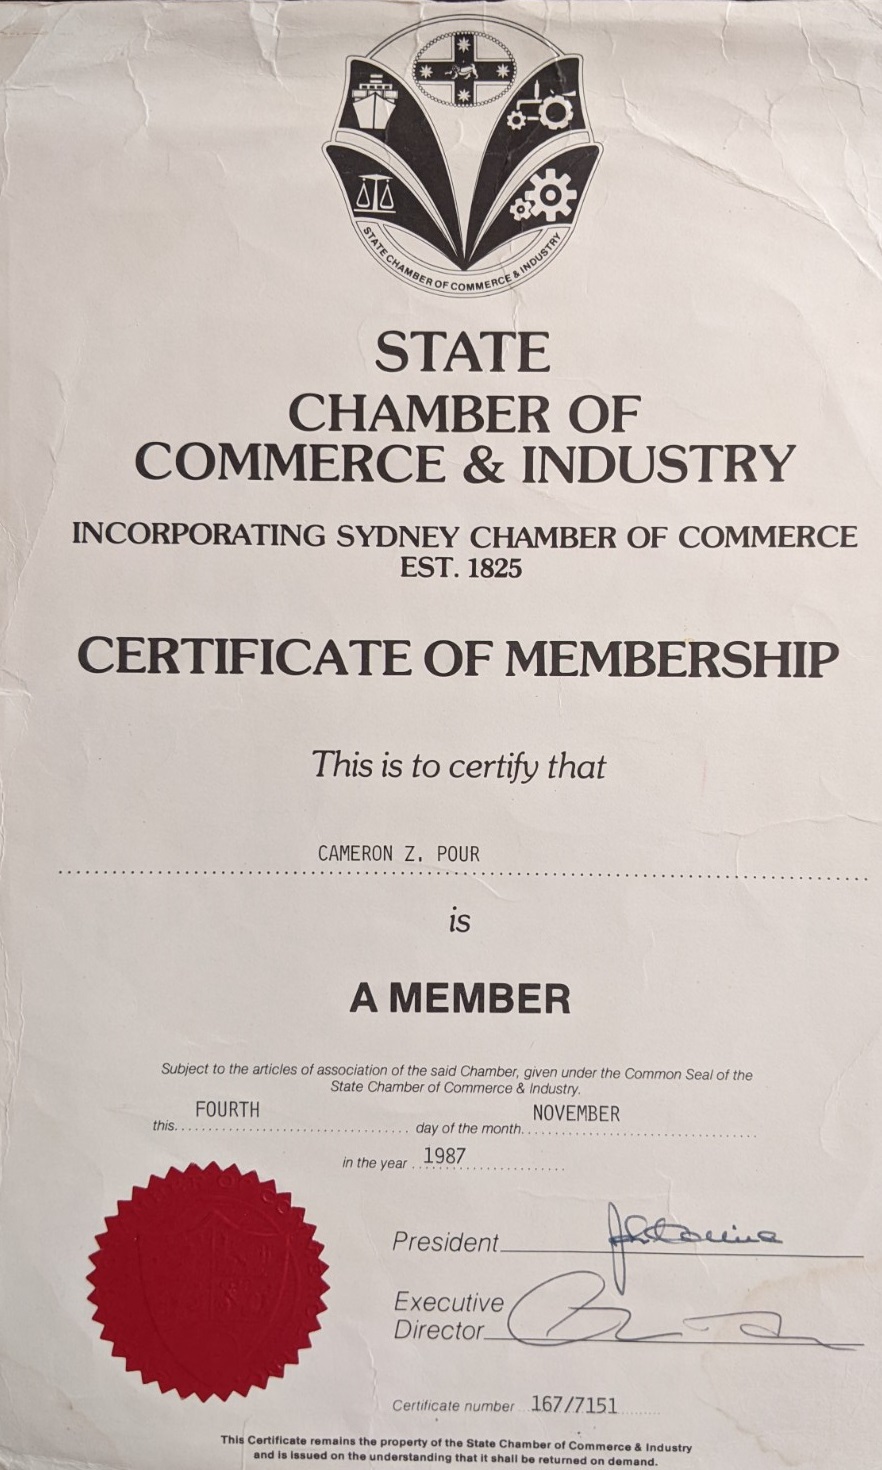 STATE CHAMBER OF COMMERCE & INDUSTRY
STATE
CHAMBER OF
COMMERCE & INDUSTRY
INCORPORATING SYDNEY CHAMBER OF COMMERCE
EST. 1825
CERTIFICATE OF MEMBERSHIP
This is to certify that
CAMERON Z. POUR
is
A MEMBER
Subject to the articles of association of the said Chamber, given under the Common Seal of the
State Chamber of Commerce & Industry.
this FOURTH day of the month NOVEMBER
in the year 1987
President
Executive
Director
Certificate number 167/7151
This Certificate remains the property of the State Chamber of Commerce & Industry
and is issued on the understanding that it shall be returned on demand.